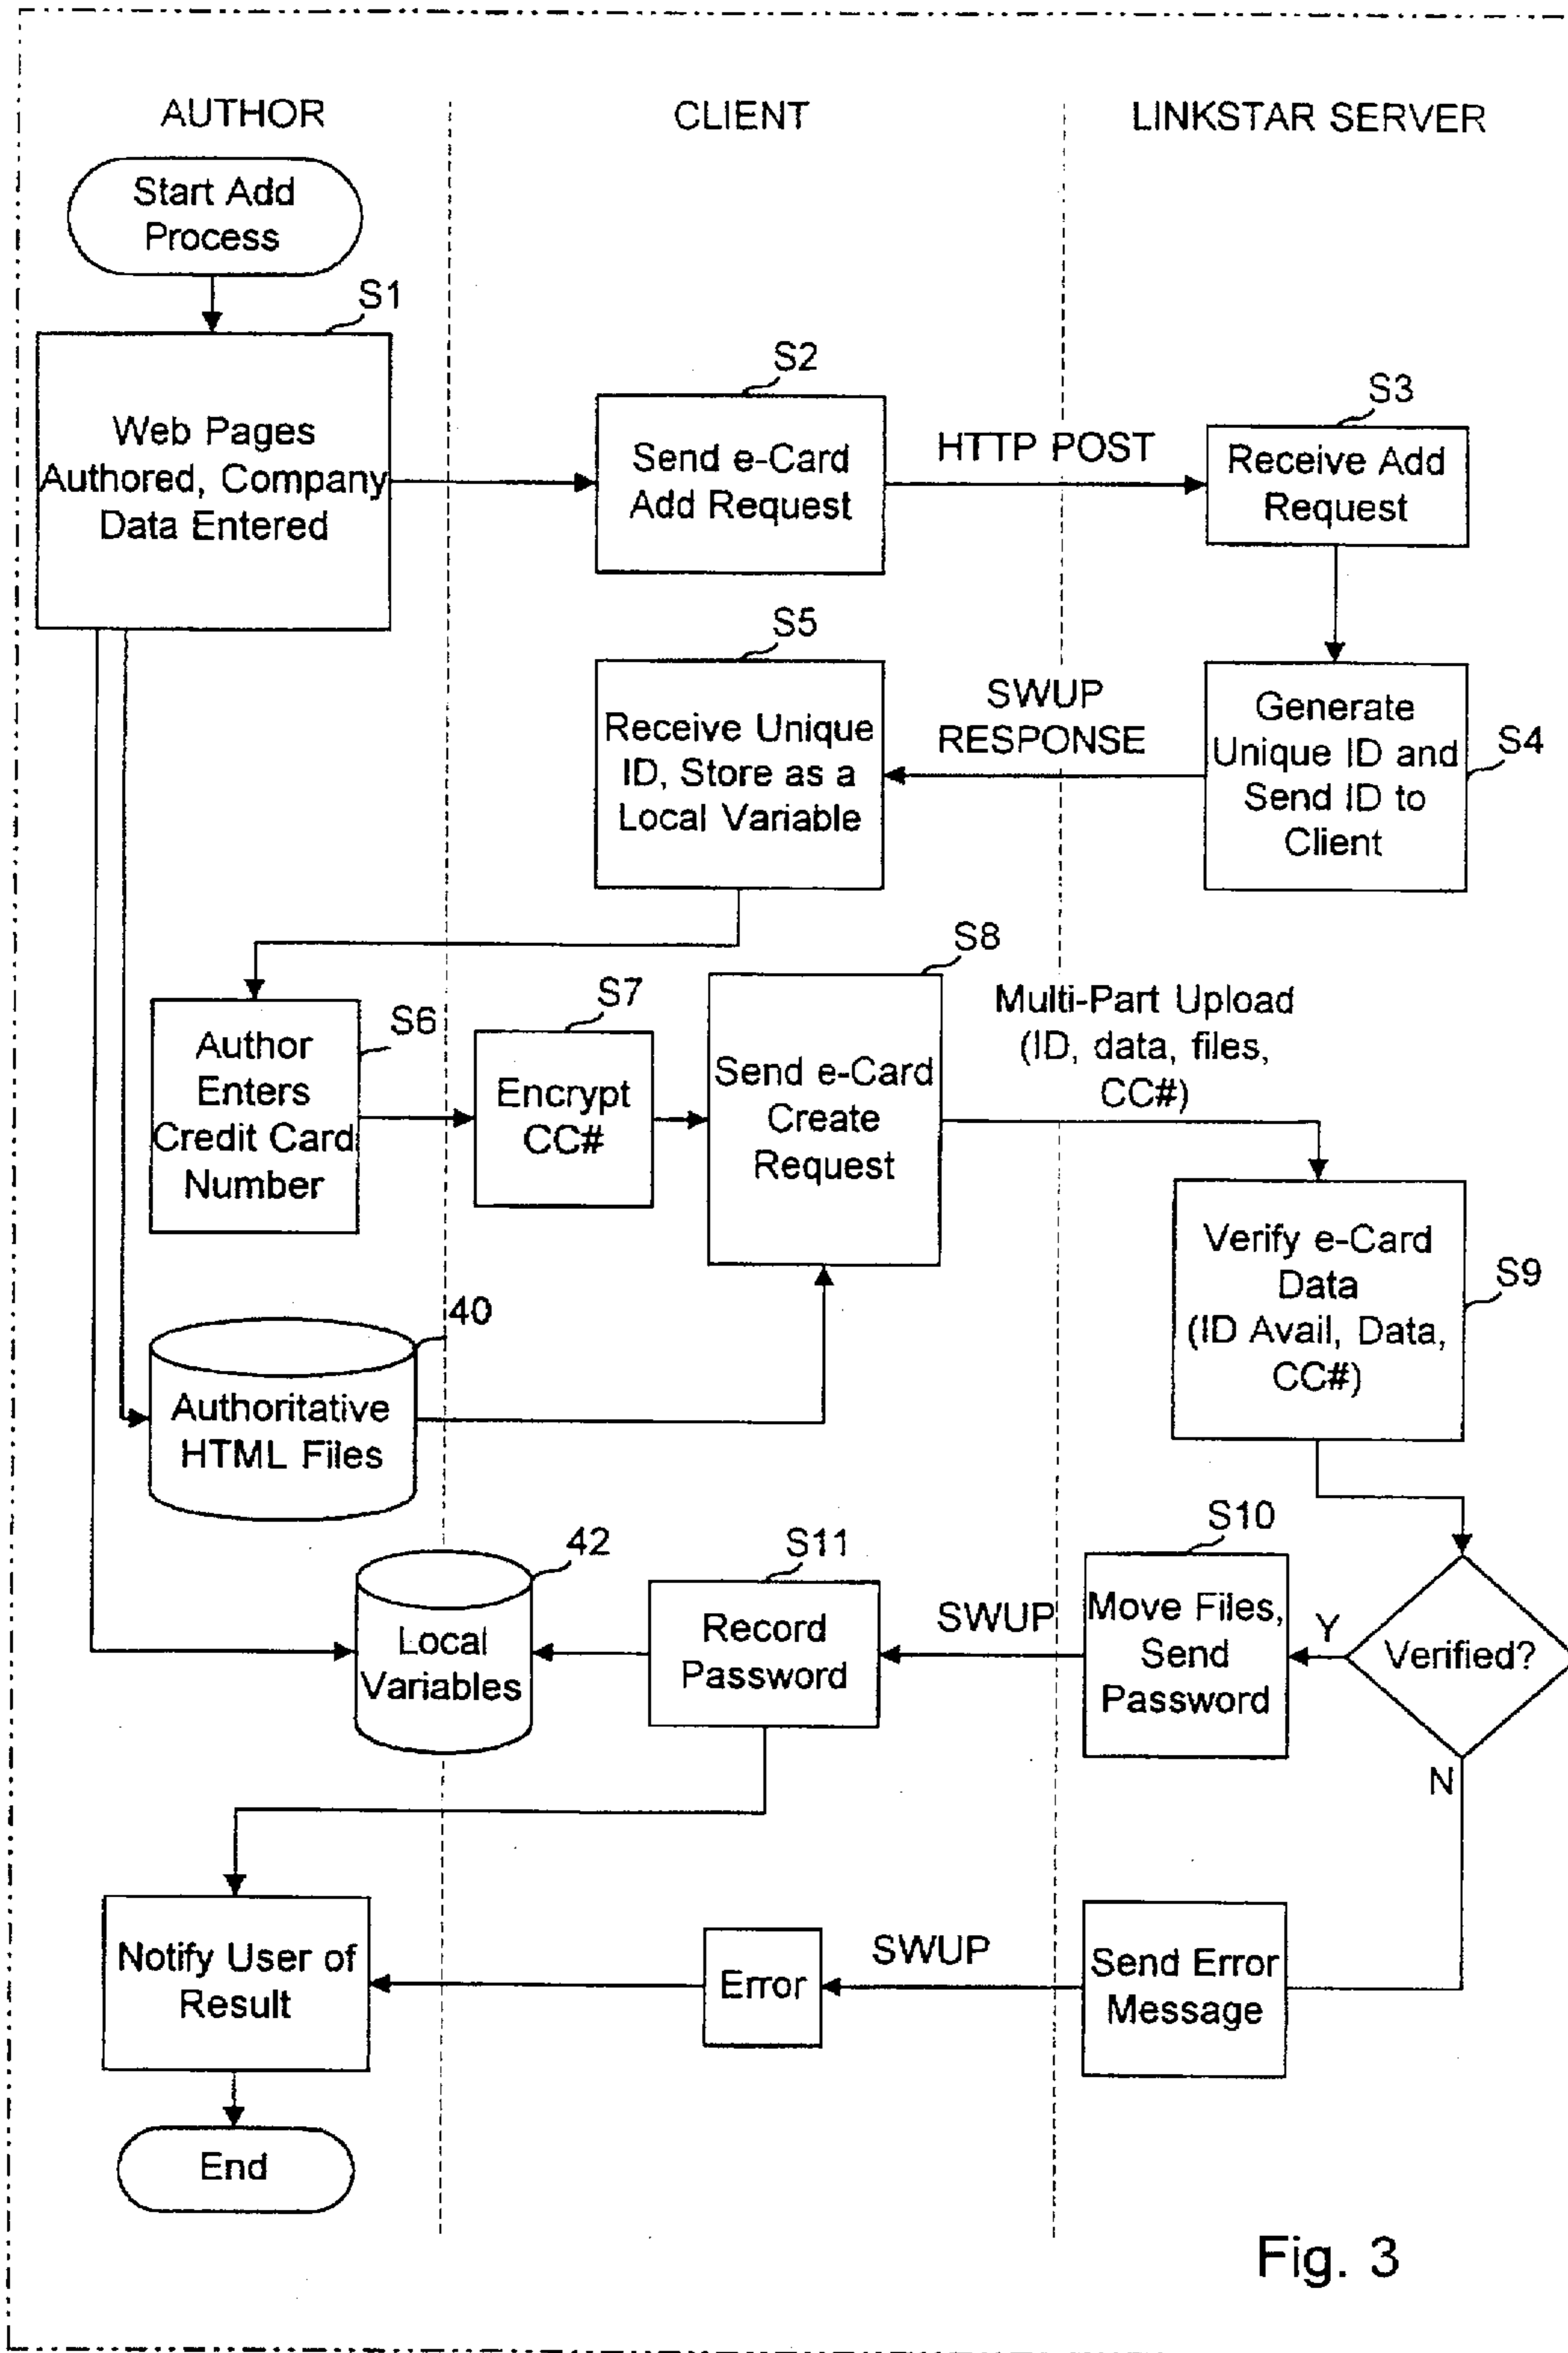 AUTHOR
CLIENT
LINKSTAR SERVER
Start Add
Process
S1
Web Pages
Authored, Company
Data Entered
S2
Send e-Card
Add Request
HTTP POST
S3
Receive Add
Request
S5
Receive Unique
ID, Store as a
Local Variable
SWUP
RESPONSE
Generate
Unique ID and
Send ID to
Client
S4
S6
Author
Enters
Credit Card
Number
S7
Encrypt
CC#
S8
Send e-Card
Create
Request
Multi-Part Upload
(ID, data, files,
CC#)
Verify e-Card
Data
(ID Avail, Data,
CC#)
S9
40
Authoritative
HTML Files
42
Local
Variables
S11
Record
Password
SWUP
S10
Move Files,
Send
Password
Y
Verified?
N
Notify User of
Result
Error
SWUP
Send Error
Message
End
Fig. 3